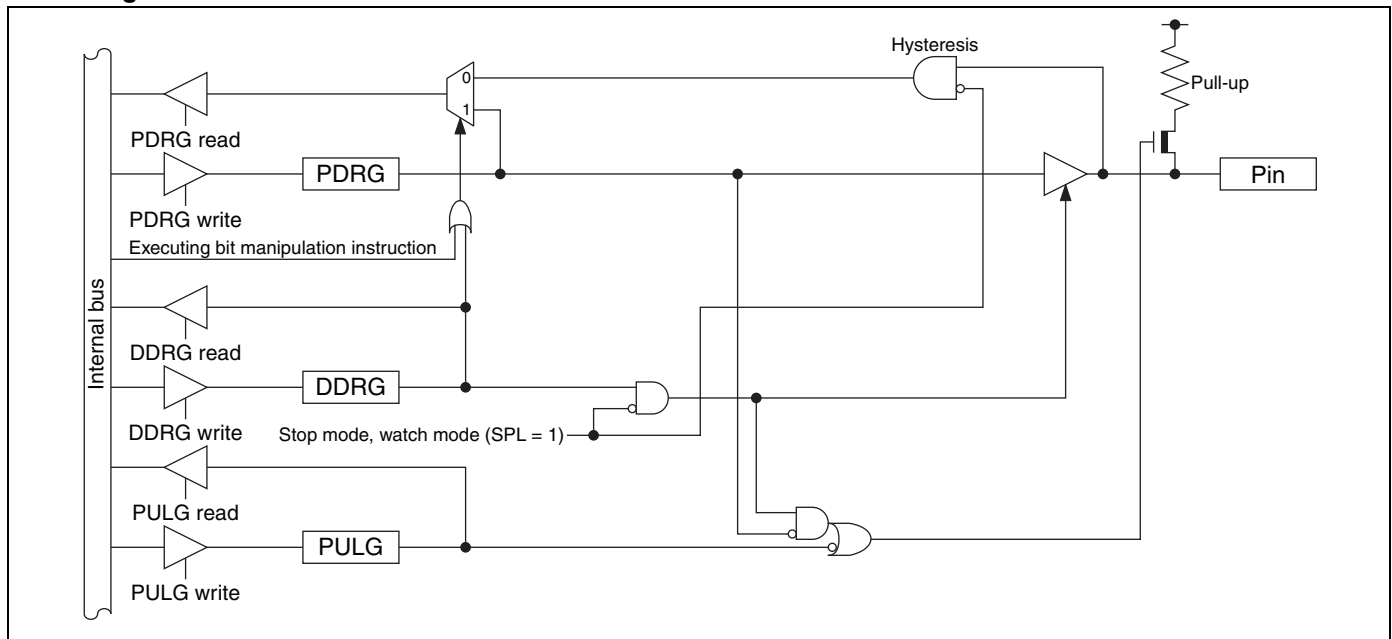 Hysteresis
0
Pull-up
1
PDRG read
PDRG
Pin
PDRG write
Executing bit manipulation instruction
Internal bus
DDRG read
DDRG
DDRG write
Stop mode, watch mode (SPL = 1)
PULG read
PULG
PULG write